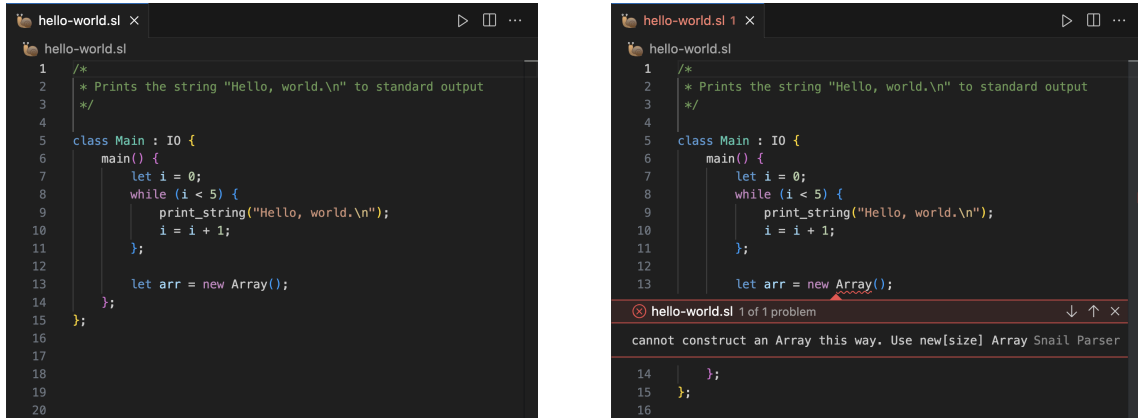 hello-world.sl
hello-world.sl
1 /*
2  * Prints the string "Hello, world.\n" to standard output
3  */
4
5 class Main : IO {
6     main() {
7         let i = 0;
8         while (i < 5) {
9             print_string("Hello, world.\n");
10             i = i + 1;
11         };
12
13         let arr = new Array();
14     };
15 };
16
17
18
19
20
hello-world.sl 1
hello-world.sl
1 /*
2  * Prints the string "Hello, world.\n" to standard output
3  */
4
5 class Main : IO {
6     main() {
7         let i = 0;
8         while (i < 5) {
9             print_string("Hello, world.\n");
10             i = i + 1;
11         };
12
13         let arr = new Array();
hello-world.sl 1 of 1 problem
cannot construct an Array this way. Use new[size] Array Snail Parser
14     };
15 };
16